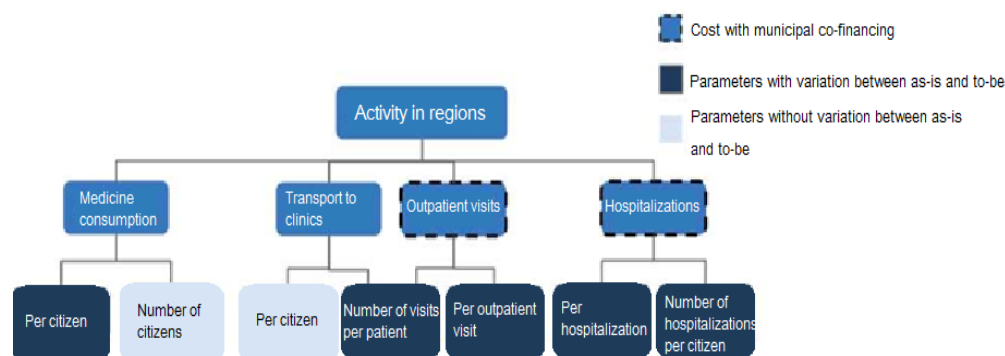 Cost with municipal co-financing
Parameters with variation between as-is and to-be
Parameters without variation between as-is
and to-be
Activity in regions
Medicine
consumption
Transport to
clinics
Outpatient visits
Hospitalizations
Per citizen
Number of
citizens
Per citizen
Number of visits
per patient
Per outpatient
visit
Per
hospitalization
Number of
hospitalizations
per citizen